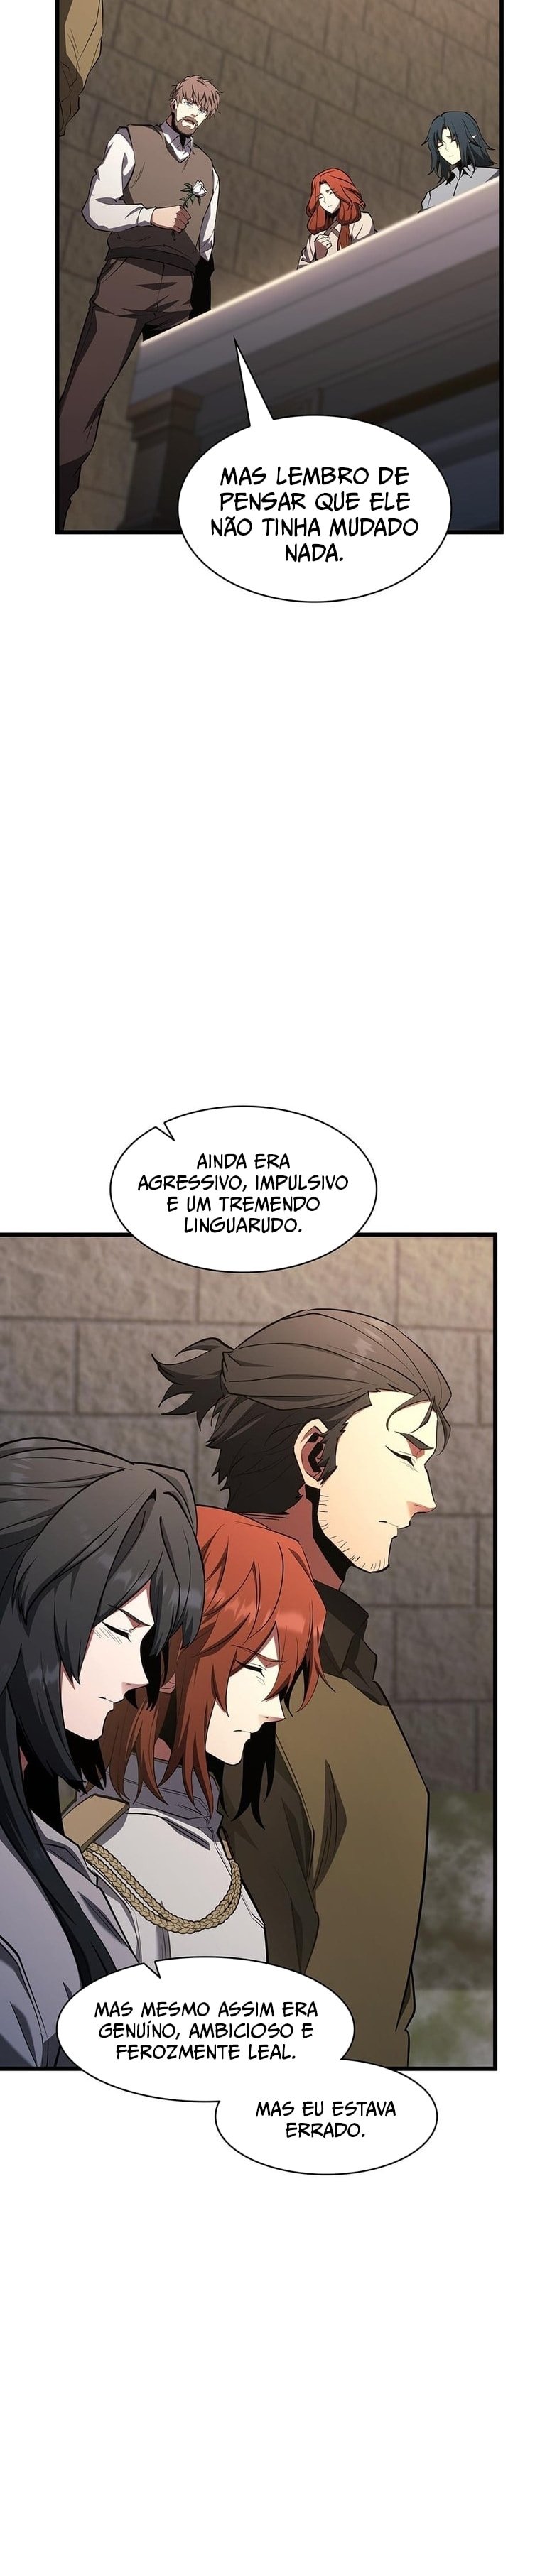 MAS LEMBRO DE
PENSAR QUE ELE
NÃO TINHA MUDADO
NADA.
AINDA ERA
AGRESSIVO, IMPULSIVO
E UM TREMENDO
LINGUARUDO.
MAS MESMO ASSIM ERA
GENUÍNO, AMBICIOSO E
FEROZMENTE LEAL.
MAS EU ESTAVA
ERRADO.